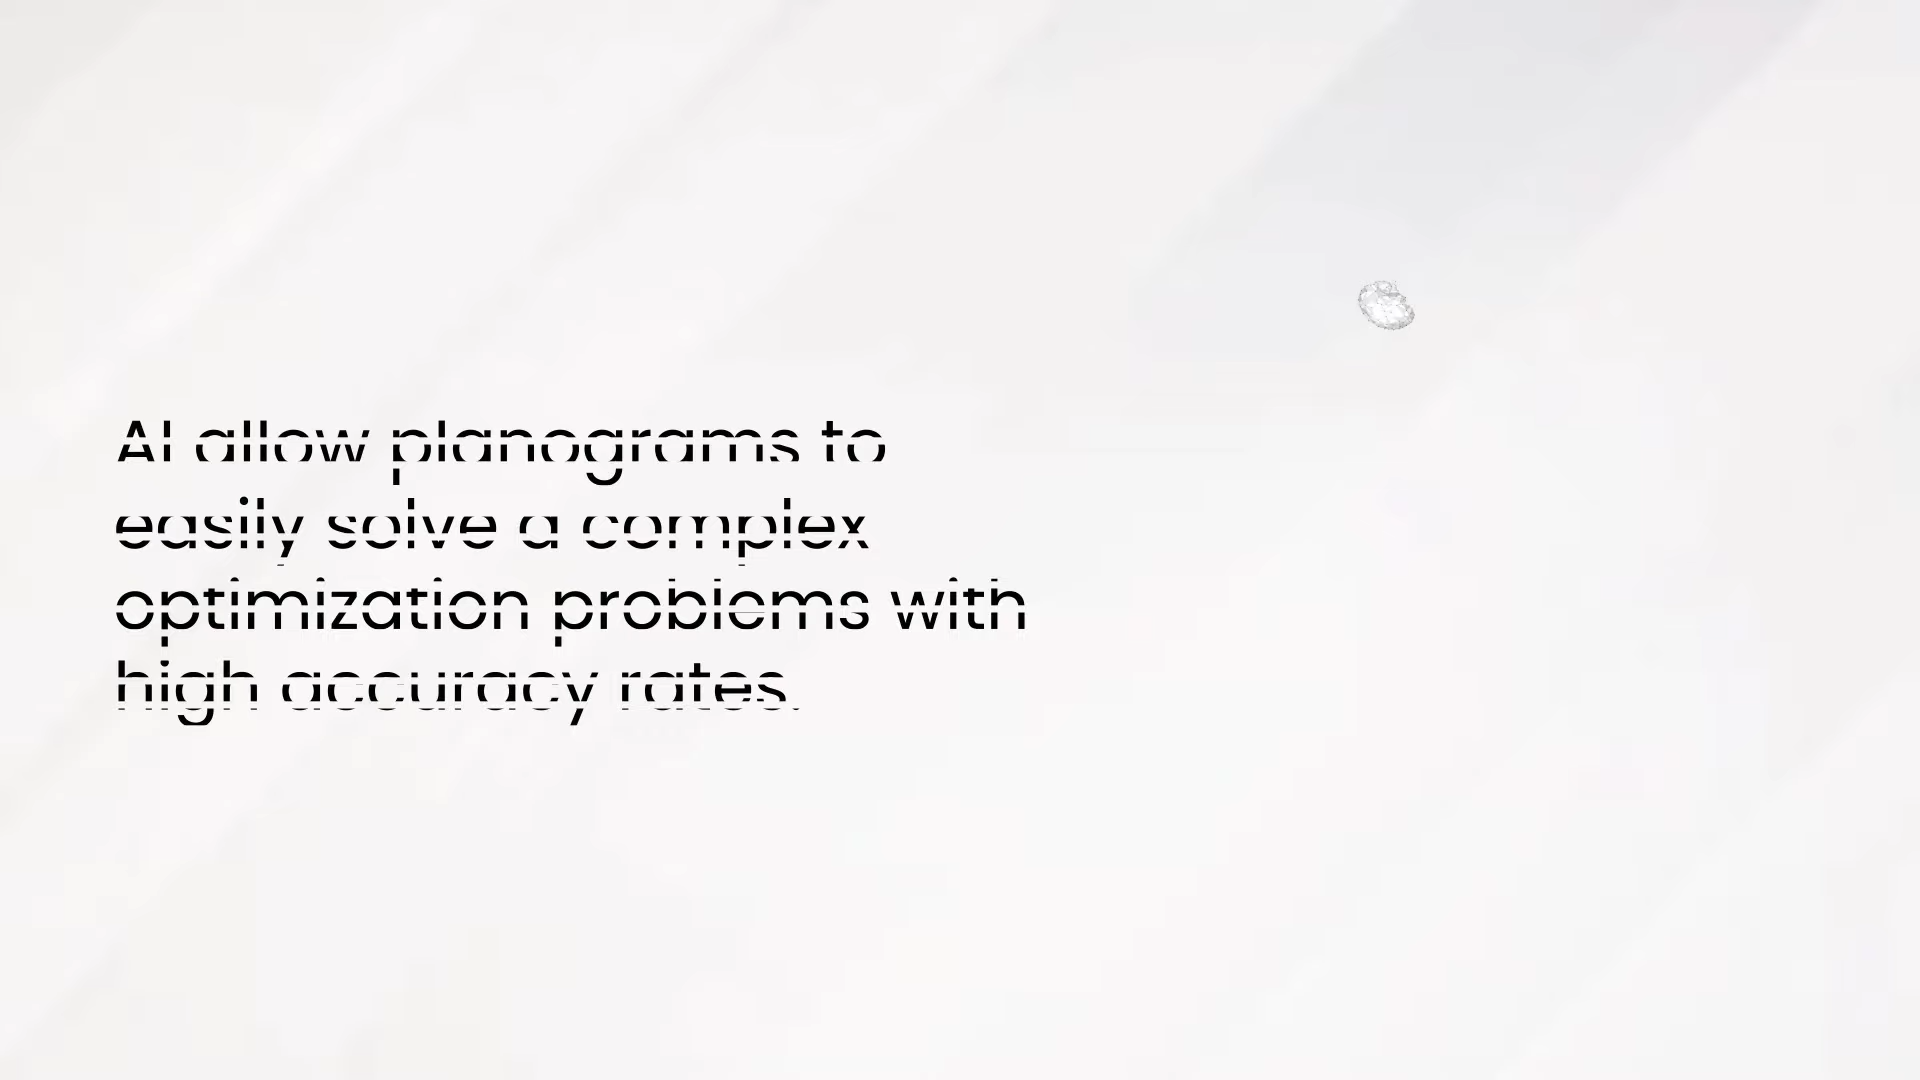 AI allow planograms to
easily solve a complex
optimization problems with
high accuracy rates.